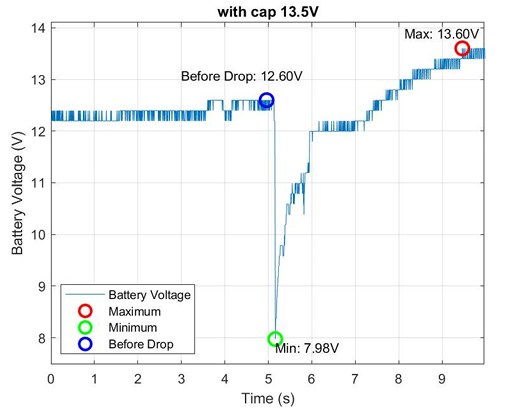 with cap 13.5V
14
13
12
11
10
9
8
Battery Voltage (V)
Max: 13.60V
Before Drop: 12.60V
Min: 7.98V
Battery Voltage
Maximum
Minimum
Before Drop
0 1 2 3 4 5 6 7 8 9
Time (s)